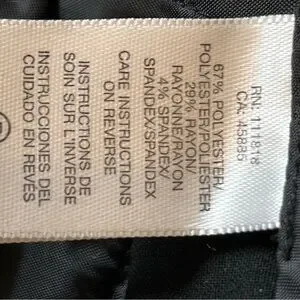 RN: 111818
CA: 45885
67% POLYESTER/
POLYESTER/POLIESTER
29% RAYON/
RAYONNE/RAYON
4% SPANDEX/
SPANDEX/SPANDEX
CARE INSTRUCTIONS
ON REVERSE
INSTRUCTIONS DE
SOIN SUR L'INVERSE
INSTRUCCIONES DEL
CUIDADO EN REVÉS